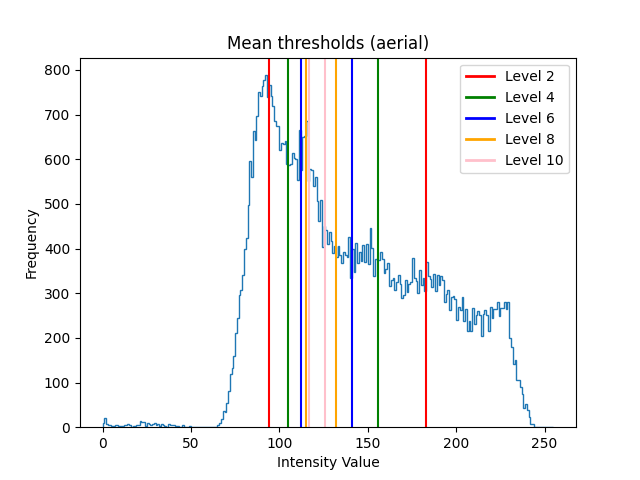 Mean thresholds (aerial)
Level 2
Level 4
Level 6
Level 8
Level 10
Frequency
800
700
600
500
400
300
200
100
0
0 50 100 150 200 250
Intensity Value